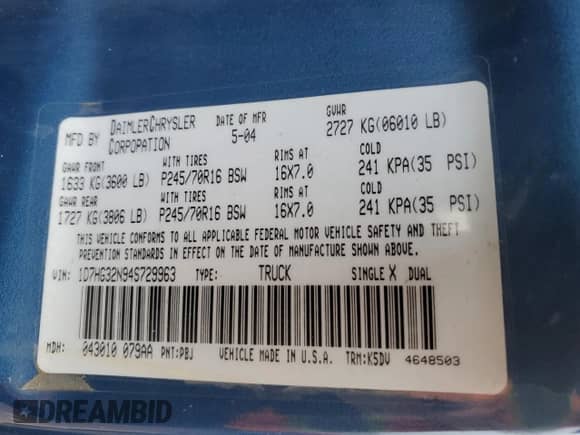 MFD BY DAIMLERCHRYSLER CORPOPATION DATE OF MFR 5-04 GVWR 2727 KG(06010 LB)
GAWR FRONT WITH TIRES RIMS AT COLD
1633 KG(3600 LB) P245/70R16 BSW 16X7.0 241 KPA(35 PSI)
GAWR REAR WITH TIRES RIMS AT COLD
1727 KG(3806 LB) P245/70R16 BSW 16X7.0 241 KPA(35 PSI)
THIS VEHICLE CONFORMS TO ALL APPLICABLE FEDERAL MOTOR VEHICLE SAFETY AND THEFT
PREVENTION STANDARDS IN EFFECT ON THE DATE OF MANUFACTURE SHOWN ABOVE.
VIN: 1D7HG32N94S729963 TYPE: TRUCK SINGLE X DUAL
MDH: 043010 079AA PNT:PBJ VEHICLE MADE IN U.S.A. TRM:K5DV 4648503
DREAMBID